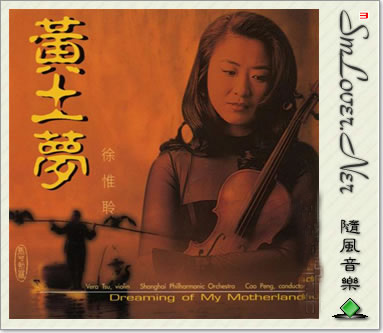 黃土夢
徐惟聆
Vera Tsu, violin    Shanghai Philharmonic Orchestra    Cao Peng, conductor
Dreaming of My Motherland
SmLover.Net
隨風音樂